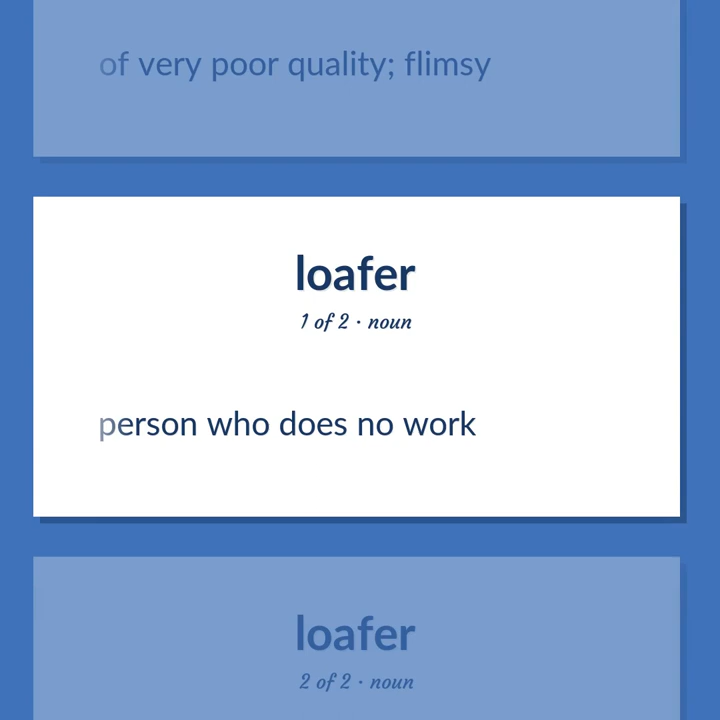 of very poor quality; flimsy
loafer
1 of 2 · noun
person who does no work
loafer
2 of 2 · noun